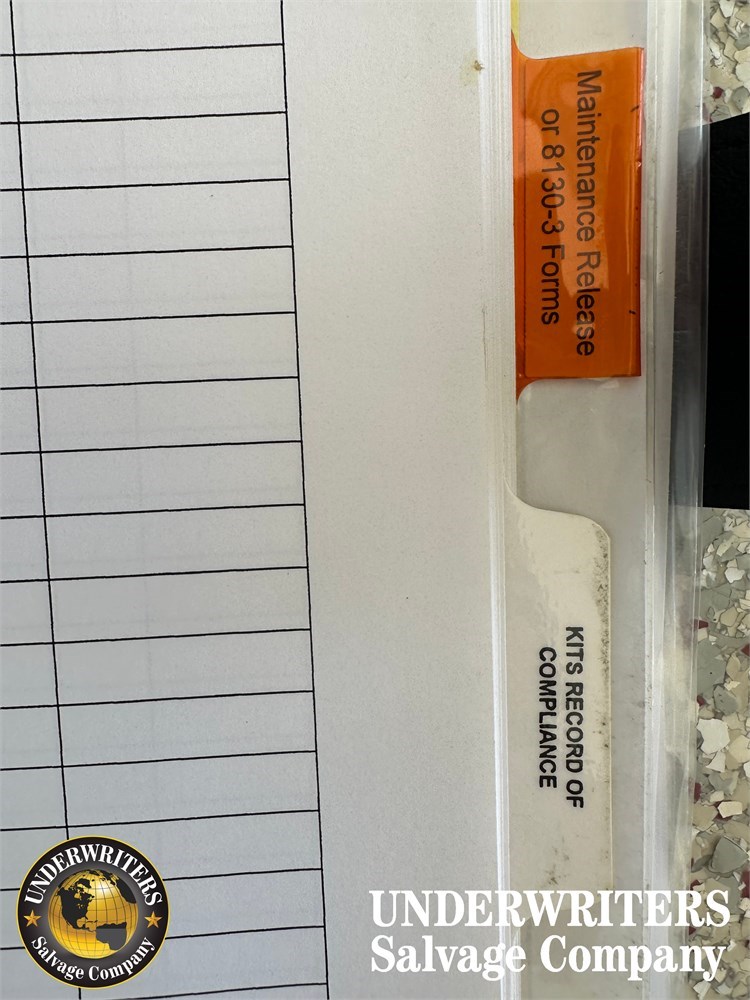 Maintenance Release
or 8130-3 Forms
KITS RECORD OF
COMPLIANCE
UNDERWRITERS
Salvage Company
UNDERWRITERS
Salvage Company